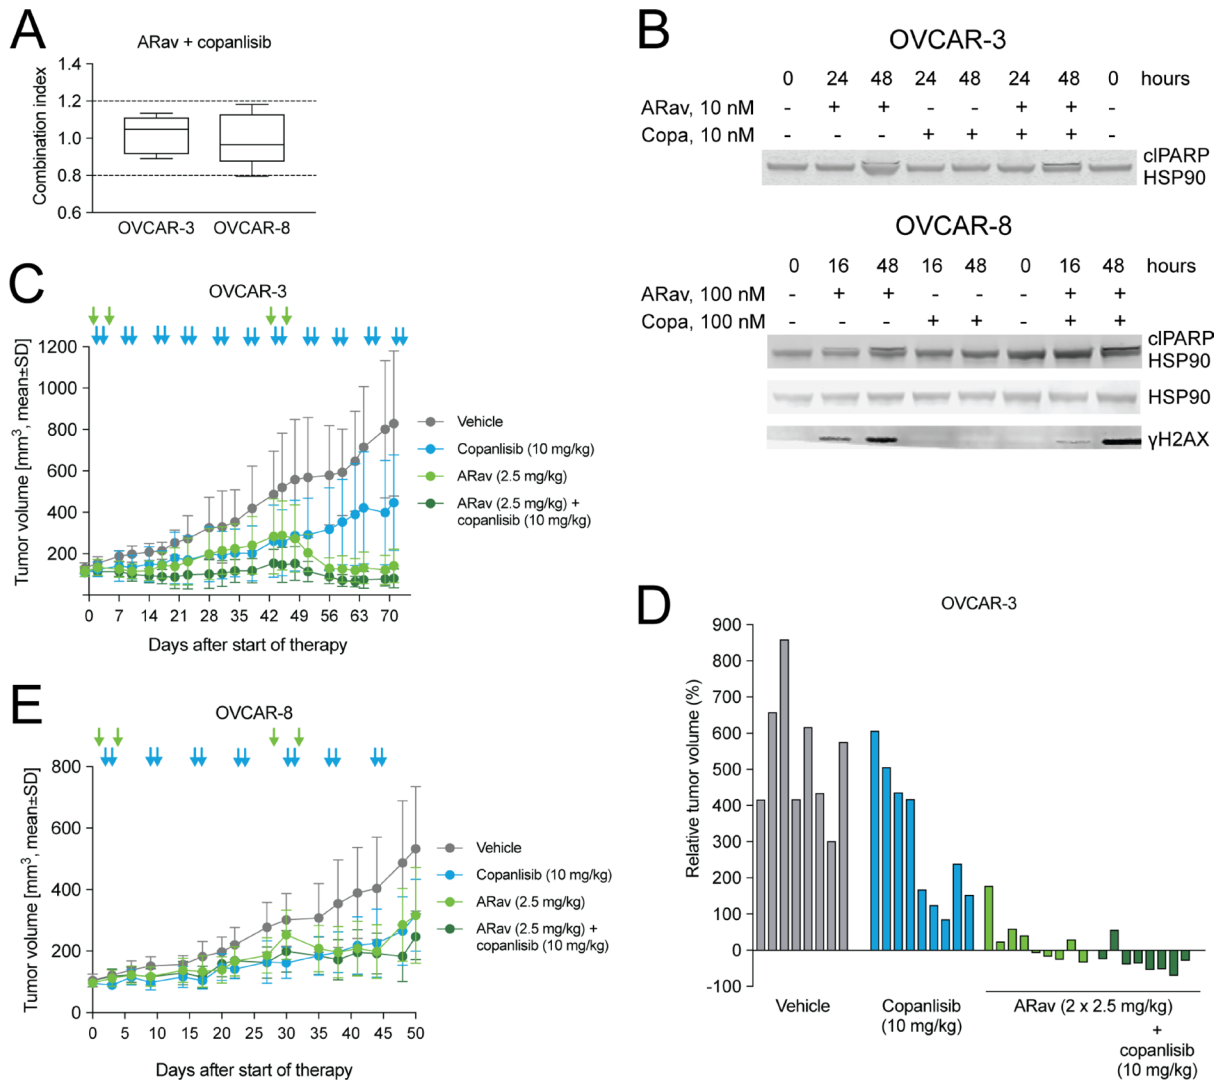 A
ARav + copanlisib
Combination index
1.4
1.2
1.0
0.8
0.6
OVCAR-3 OVCAR-8
B
OVCAR-3
0 24 48 24 48 24 48 0 hours
ARav, 10 nM - + + - - + + -
Copa, 10 nM - - - + + + + -
clPARP
HSP90
OVCAR-8
0 16 48 16 48 0 16 48 hours
ARav, 100 nM - + + - - - + +
Copa, 100 nM - - - + + - + +
clPARP
HSP90
HSP90
γH2AX
C
OVCAR-3
Tumor volume [mm³, mean±SD]
1200
1000
800
600
400
200
0 7 14 21 28 35 42 49 56 63 70
Days after start of therapy
Vehicle
Copanlisib (10 mg/kg)
ARav (2.5 mg/kg)
ARav (2.5 mg/kg) +
copanlisib (10 mg/kg)
D
OVCAR-3
Relative tumor volume (%)
900
800
700
600
500
400
300
200
100
0
-100
Vehicle
Copanlisib
(10 mg/kg)
ARav (2 x 2.5 mg/kg)
+
copanlisib
(10 mg/kg)
E
OVCAR-8
Tumor volume [mm³, mean±SD]
800
600
400
200
0
0 5 10 15 20 25 30 35 40 45 50
Days after start of therapy
Vehicle
Copanlisib (10 mg/kg)
ARav (2.5 mg/kg)
ARav (2.5 mg/kg) +
copanlisib (10 mg/kg)